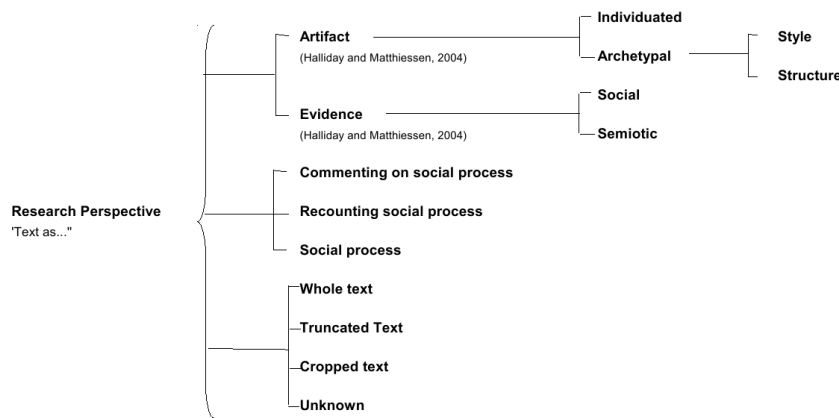 Individuated
Artifact
Style
(Halliday and Matthiessen, 2004)
Archetypal
Structure
Social
Evidence
(Halliday and Matthiessen, 2004)
Semiotic
Commenting on social process
Research Perspective
'Text as..."
Recounting social process
Social process
Whole text
Truncated Text
Cropped text
Unknown